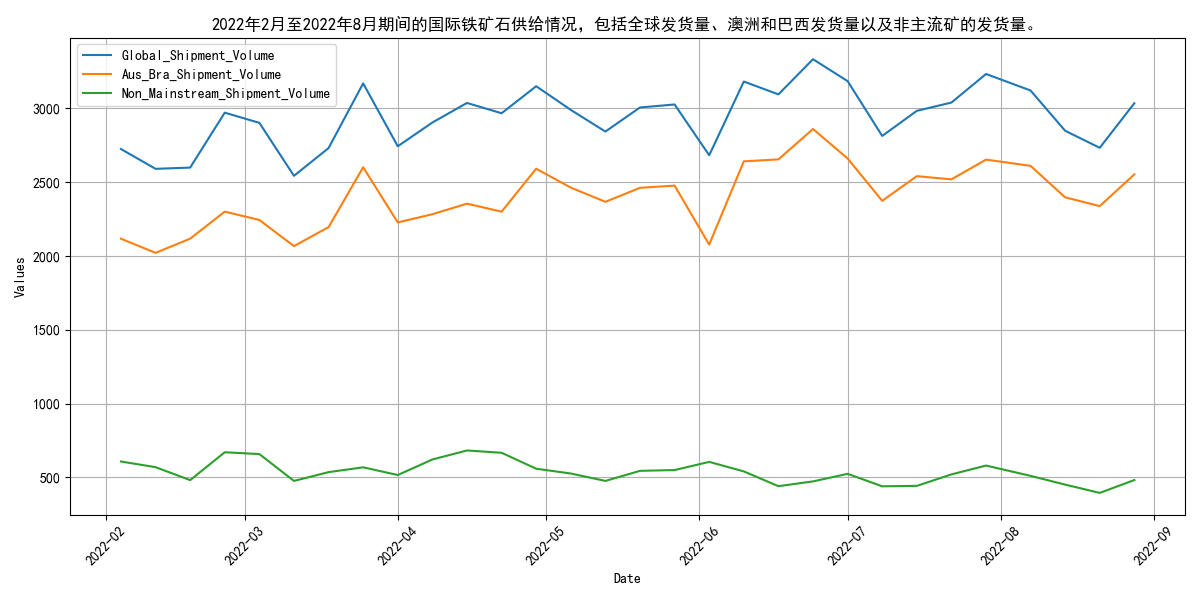 2022年2月至2022年8月期间的国际铁矿石供给情况，包括全球发货量、澳洲和巴西发货量以及非主流矿的发货量。
Global_Shipment_Volume
Aus_Bra_Shipment_Volume
Non_Mainstream_Shipment_Volume
Values
3000
2500
2000
1500
1000
500
2022-02
2022-03
2022-04
2022-05
2022-06
2022-07
2022-08
2022-09
Date